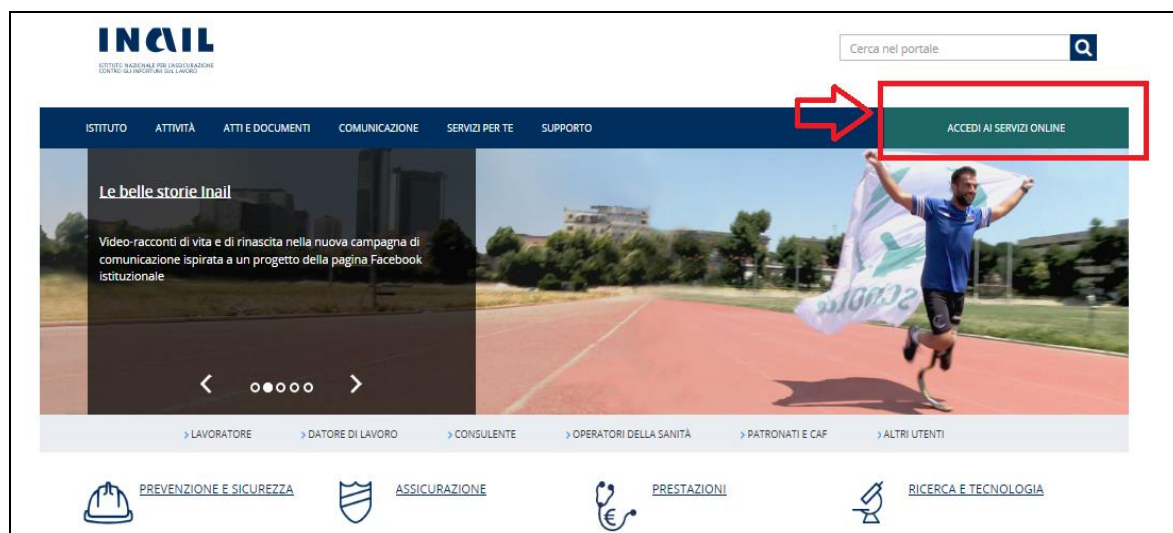 INAIL
ISTITUTO NAZIONALE PER L'ASSICURAZIONE
CONTRO GLI INFORTUNI SUL LAVORO
Cerca nel portale
ISTITUTO ATTIVITÀ ATTI E DOCUMENTI COMUNICAZIONE SERVIZI PER TE SUPPORTO ACCEDI AI SERVIZI ONLINE
Le belle storie Inail
Video-racconti di vita e di rinascita nella nuova campagna di
comunicazione ispirata a un progetto della pagina Facebook
istituzionale
LAVORATORE DATORE DI LAVORO CONSULENTE OPERATORI DELLA SANITÀ PATRONATI E CAF ALTRI UTENTI
PREVENZIONE E SICUREZZA ASSICURAZIONE PRESTAZIONI RICERCA E TECNOLOGIA